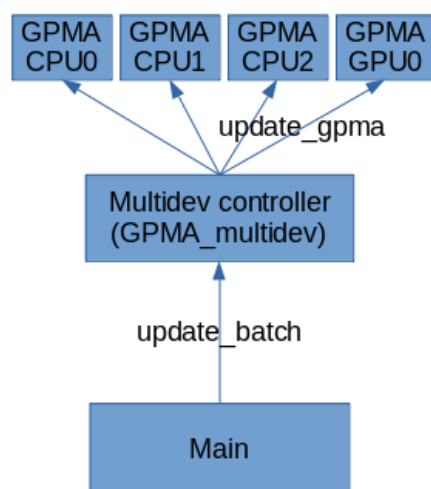 GPMA
CPU0
GPMA
CPU1
GPMA
CPU2
GPMA
GPU0
update_gpma
Multidev controller
(GPMA_multidev)
update_batch
Main